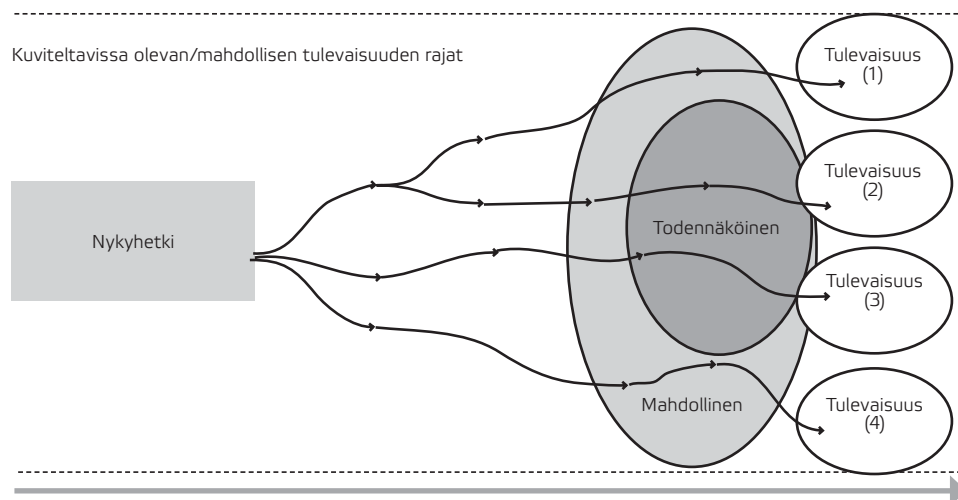 Kuviteltavissa olevan/mahdollisen tulevaisuuden rajat
Tulevaisuus
(1)
Tulevaisuus
(2)
Nykyhetki
Todennäköinen
Tulevaisuus
(3)
Mahdollinen
Tulevaisuus
(4)